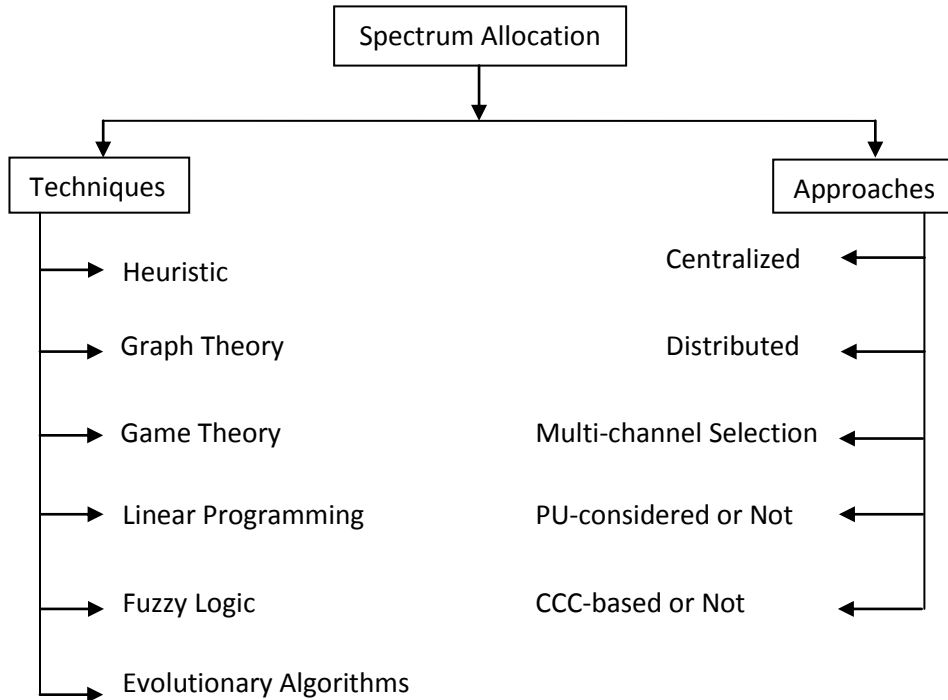 Spectrum Allocation
Techniques
Approaches
Heuristic
Graph Theory
Game Theory
Linear Programming
Fuzzy Logic
Evolutionary Algorithms
Centralized
Distributed
Multi-channel Selection
PU-considered or Not
CCC-based or Not